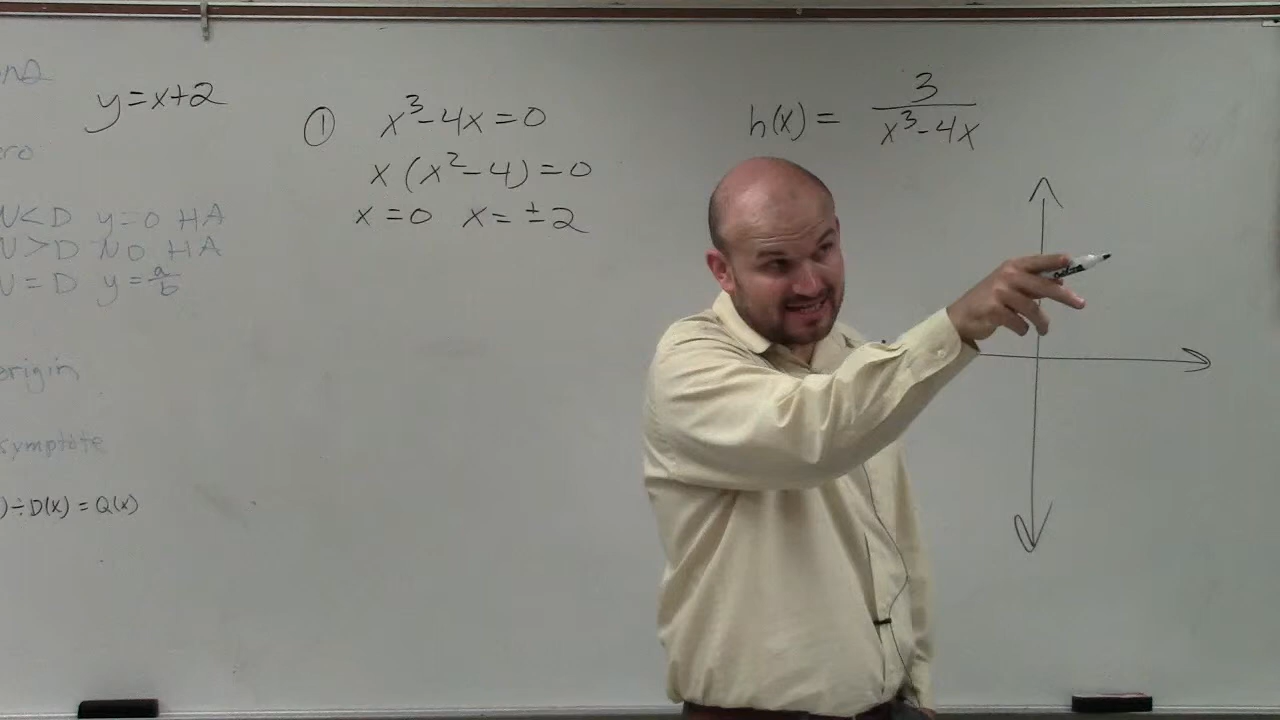 y=x+2
N<D y=0 HA
N>D NO HA
N=D y=a/b
origin
symptote
)÷D(x) = Q(x)
① x³-4x=0
x(x²-4)=0
x=0 x=±2
h(x) = 3/(x³-4x)